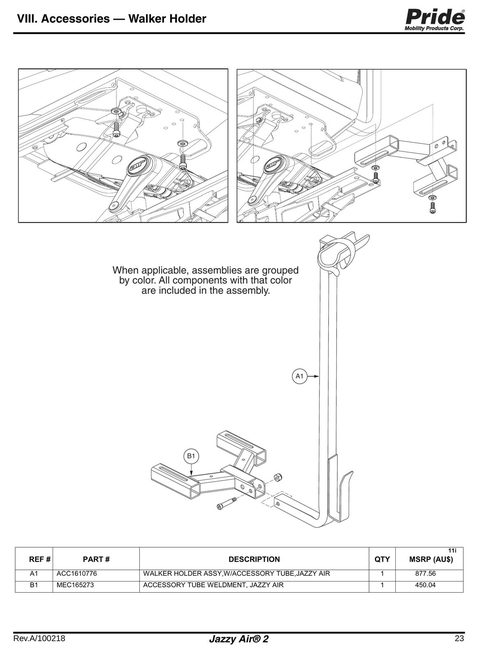 VIII. Accessories — Walker Holder
Pride®
Mobility Products Corp.
When applicable, assemblies are grouped
by color. All components with that color
are included in the assembly.
A1
B1
11i
REF # PART # DESCRIPTION QTY MSRP (AU$)
A1 ACC1610776 WALKER HOLDER ASSY,W/ACCESSORY TUBE,JAZZY AIR 1 877.56
B1 MEC165273 ACCESSORY TUBE WELDMENT, JAZZY AIR 1 450.04
Rev.A/100218 Jazzy Air® 2 23